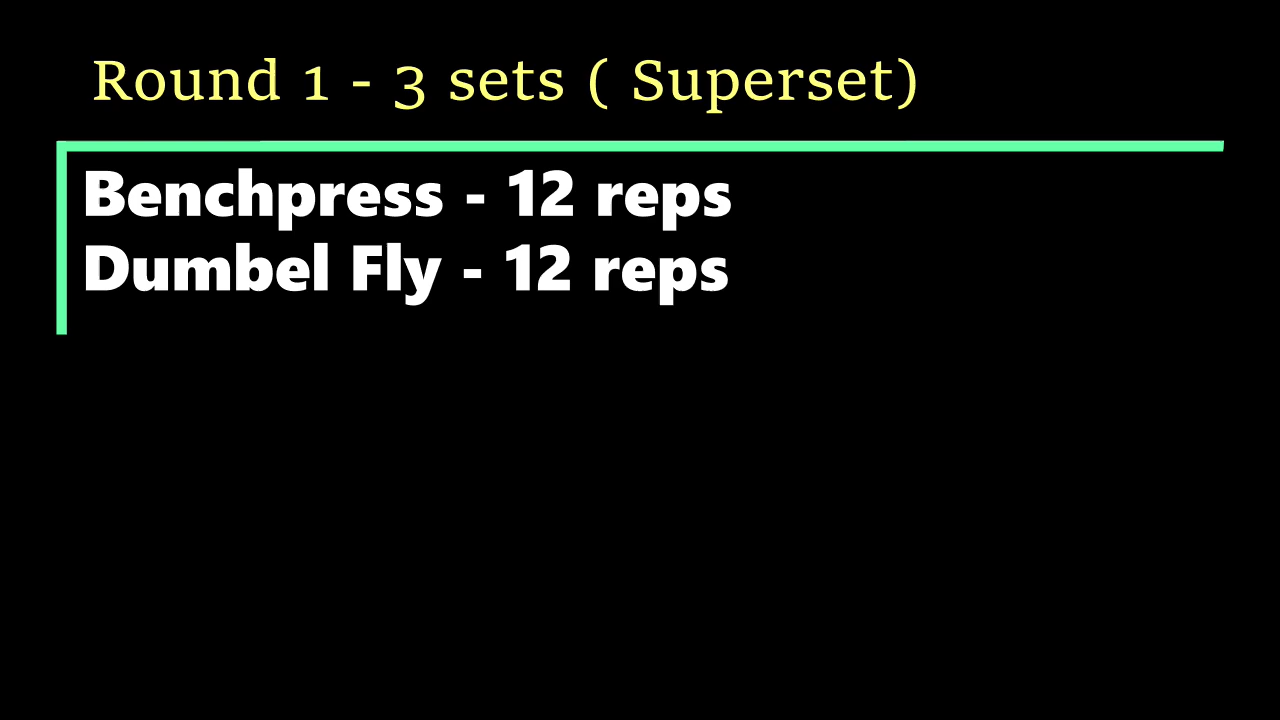 Round 1 - 3 sets ( Superset)
Benchpress - 12 reps
Dumbel Fly - 12 reps